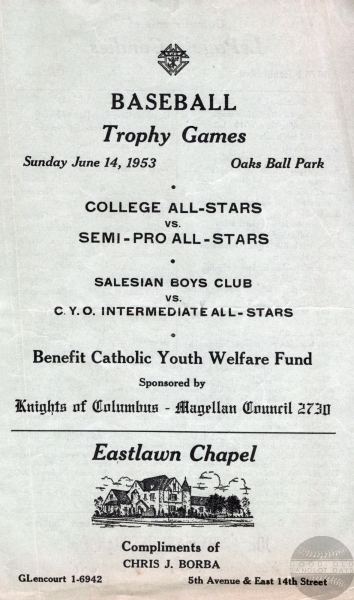 BASEBALL
Trophy Games
Sunday June 14, 1953 Oaks Ball Park
COLLEGE ALL-STARS
vs.
SEMI-PRO ALL-STARS
SALESIAN BOYS CLUB
vs.
C.Y.O. INTERMEDIATE ALL-STARS
Benefit Catholic Youth Welfare Fund
Sponsored by
Knights of Columbus - Magellan Council 2730
Eastlawn Chapel
Compliments of
CHRIS J. BORBA
GLencourt 1-6942 5th Avenue & East 14th Street